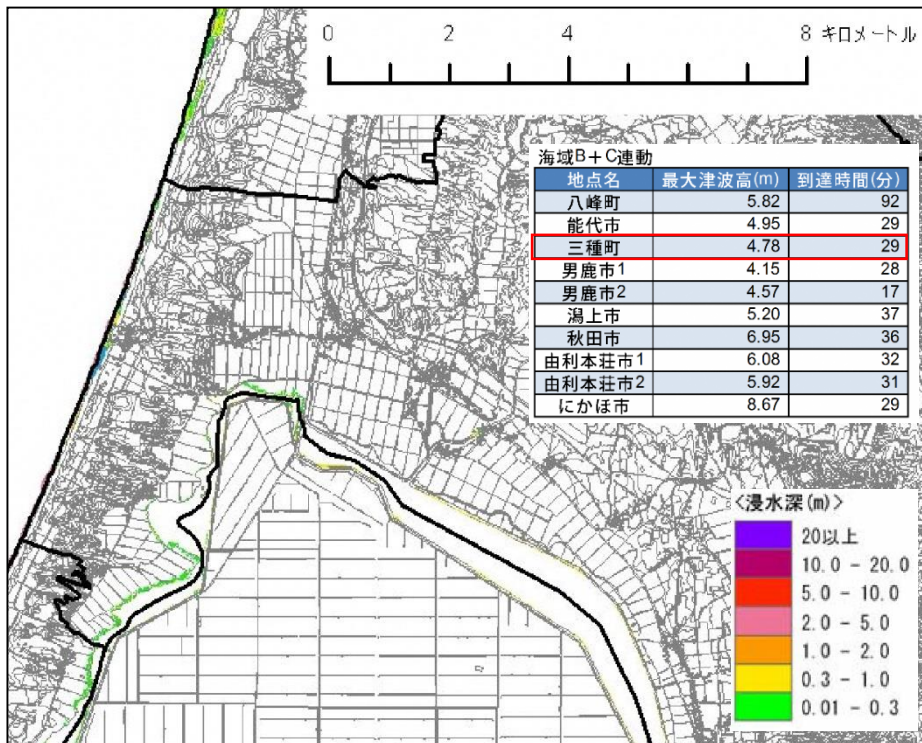 0 2 4 8 キロメートル
海域B+C連動
地点名 最大津波高(m) 到達時間(分)
八峰町 5.82 92
能代市 4.95 29
三種町 4.78 29
男鹿市1 4.15 28
男鹿市2 4.57 17
潟上市 5.20 37
秋田市 6.95 36
由利本荘市1 6.08 32
由利本荘市2 5.92 31
にかほ市 8.67 29
<浸水深(m)>
20以上
10.0 - 20.0
5.0 - 10.0
2.0 - 5.0
1.0 - 2.0
0.3 - 1.0
0.01 - 0.3